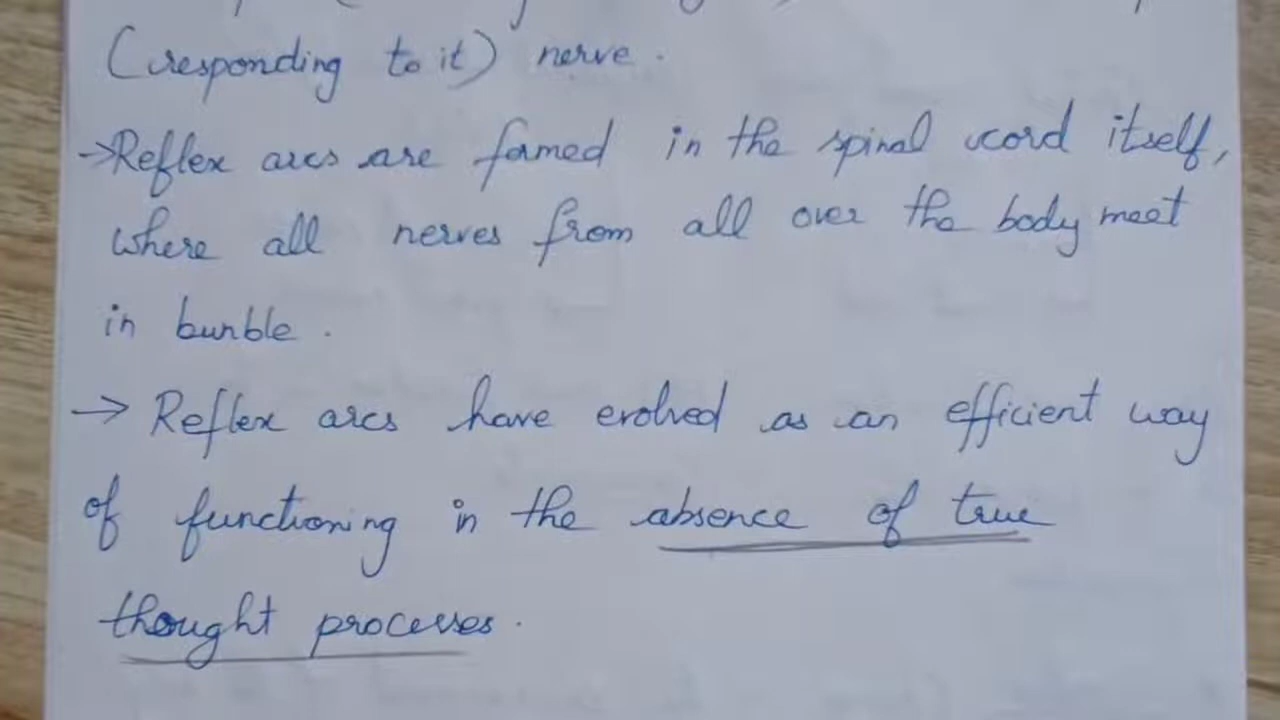 (responding to it) nerve.
→Reflex arcs are formed in the spinal cord itself,
where all nerves from all over the body meet
in bunble.
→ Reflex arcs have evolved as an efficient way
of functioning in the absence of true
thought processes.